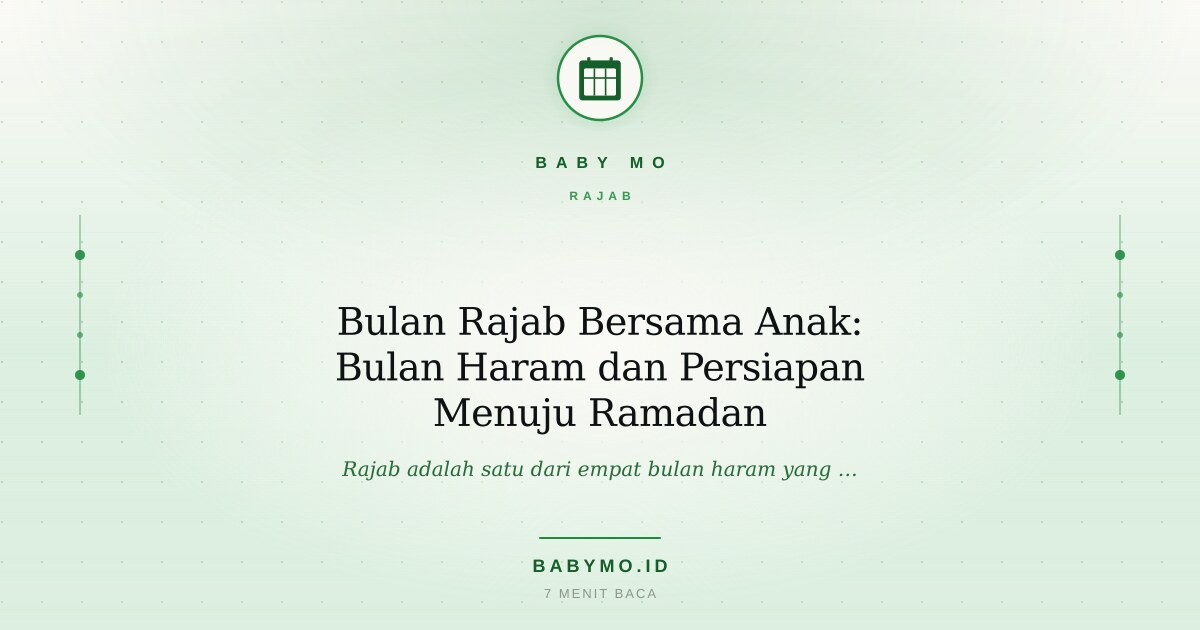 BABY MO
RAJAB
Bulan Rajab Bersama Anak:
Bulan Haram dan Persiapan
Menuju Ramadan
Rajab adalah satu dari empat bulan haram yang ...
BABYMO.ID
7 MENIT BACA